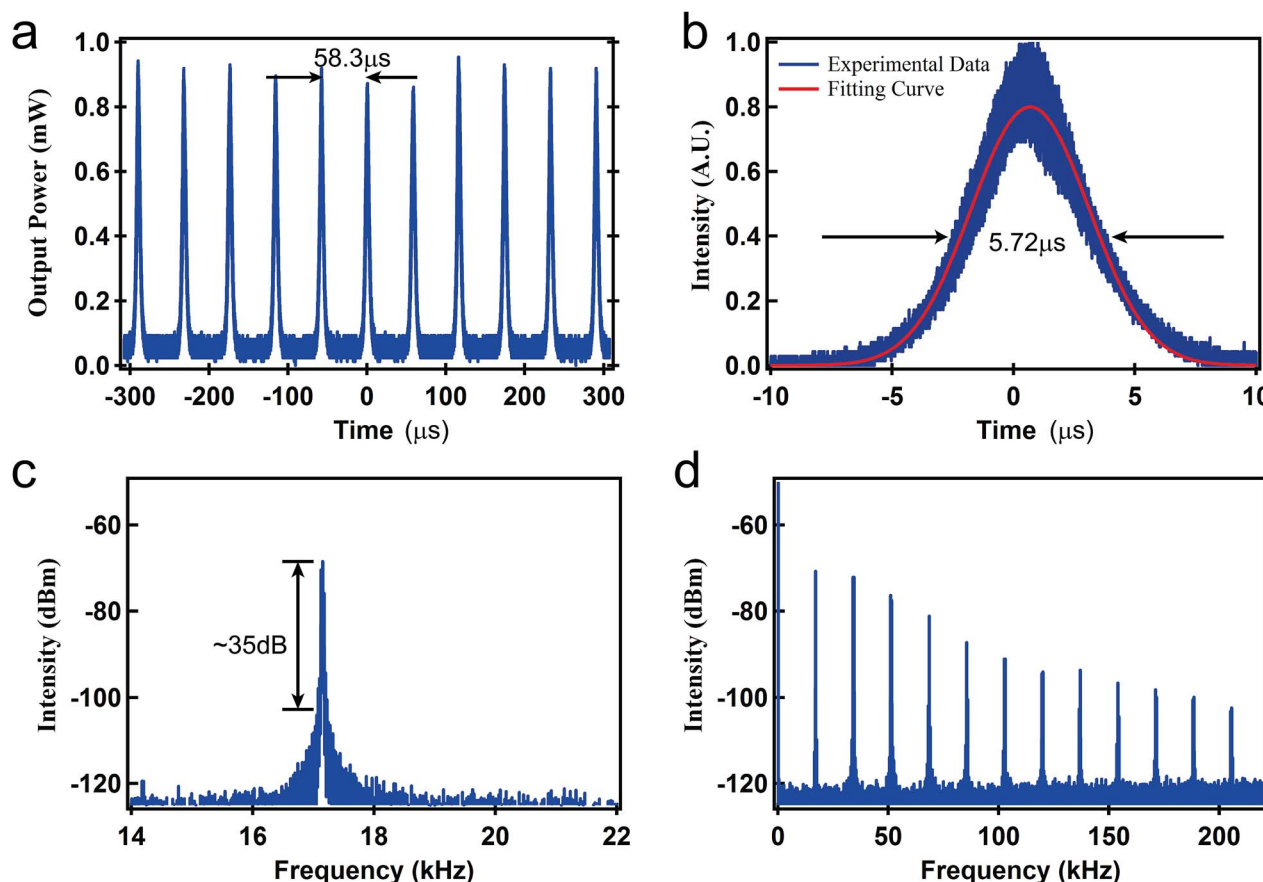 a
58.3μs
1.0
0.8
0.6
0.4
0.2
0.0
Output Power (mW)
-300 -200 -100 0 100 200 300
Time (μs)
b
Experimental Data
Fitting Curve
5.72μs
1.0
0.8
0.6
0.4
0.2
0.0
Intensity (A.U.)
-10 -5 0 5 10
Time (μs)
c
~35dB
-60
-80
-100
-120
Intensity (dBm)
14 16 18 20 22
Frequency (kHz)
d
-60
-80
-100
-120
Intensity (dBm)
0 50 100 150 200
Frequency (kHz)